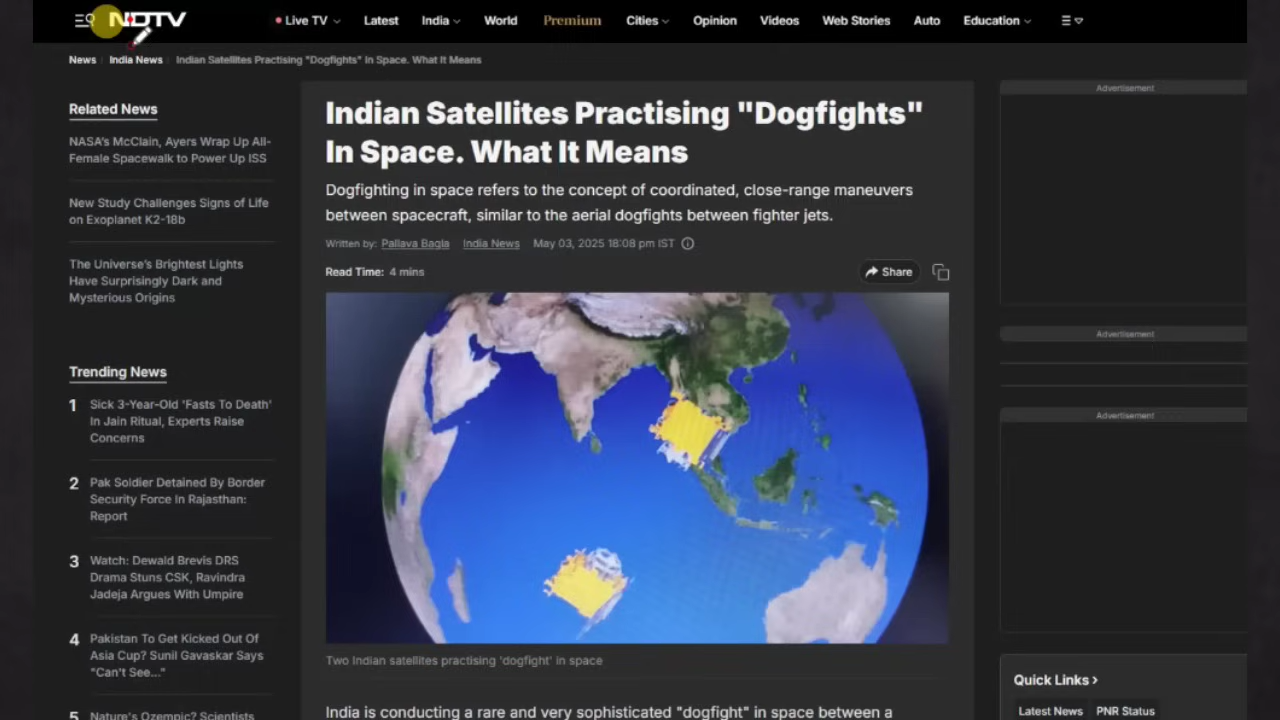 NDTV
Live TV
Latest
India
World
Premium
Cities
Opinion
Videos
Web Stories
Auto
Education
News
India News
Indian Satellites Practising "Dogfights" In Space. What It Means
Related News
NASA's McClain, Ayers Wrap Up All-
Female Spacewalk to Power Up ISS
New Study Challenges Signs of Life
on Exoplanet K2-18b
The Universe's Brightest Lights
Have Surprisingly Dark and
Mysterious Origins
Trending News
1 Sick 3-Year-Old 'Fasts To Death'
In Jain Ritual, Experts Raise
Concerns
2 Pak Soldier Detained By Border
Security Force In Rajasthan:
Report
3 Watch: Dewald Brevis DRS
Drama Stuns CSK, Ravindra
Jadeja Argues With Umpire
4 Pakistan To Get Kicked Out Of
Asia Cup? Sunil Gavaskar Says
"Can't See..."
5 Nature's Ozempic? Scientists
Indian Satellites Practising "Dogfights"
In Space. What It Means
Dogfighting in space refers to the concept of coordinated, close-range maneuvers
between spacecraft, similar to the aerial dogfights between fighter jets.
Written by: Pallava Bagla India News May 03, 2025 18:08 pm IST
Read Time: 4 mins
Share
Two Indian satellites practising 'dogfight' in space
India is conducting a rare and very sophisticated "dogfight" in space between a
Advertisement
Advertisement
Advertisement
Quick Links ›
Latest News
PNR Status